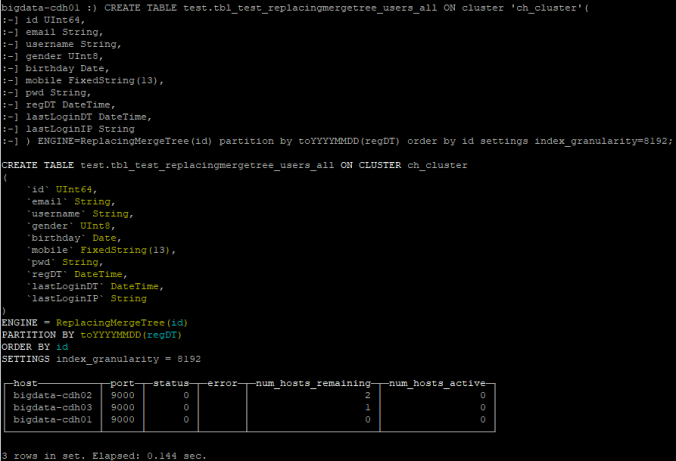 bigdata-cdh01 :) CREATE TABLE test.tbl_test_replacingmergetree_users_all ON cluster 'ch_cluster'(
:-] id UInt64,
:-] email String,
:-] username String,
:-] gender UInt8,
:-] birthday Date,
:-] mobile FixedString(13),
:-] pwd String,
:-] regDT DateTime,
:-] lastLoginDT DateTime,
:-] lastLoginIP String
:-] ) ENGINE=ReplacingMergeTree(id) partition by toYYYYMMDD(regDT) order by id settings index_granularity=8192;
CREATE TABLE test.tbl_test_replacingmergetree_users_all ON CLUSTER ch_cluster
(
`id` UInt64,
`email` String,
`username` String,
`gender` UInt8,
`birthday` Date,
`mobile` FixedString(13),
`pwd` String,
`regDT` DateTime,
`lastLoginDT` DateTime,
`lastLoginIP` String
)
ENGINE = ReplacingMergeTree(id)
PARTITION BY toYYYYMMDD(regDT)
ORDER BY id
SETTINGS index_granularity = 8192
host port status error num_hosts_remaining num_hosts_active
bigdata-cdh02 9000 0 2 0
bigdata-cdh03 9000 0 1 0
bigdata-cdh01 9000 0 0 0
3 rows in set. Elapsed: 0.144 sec.